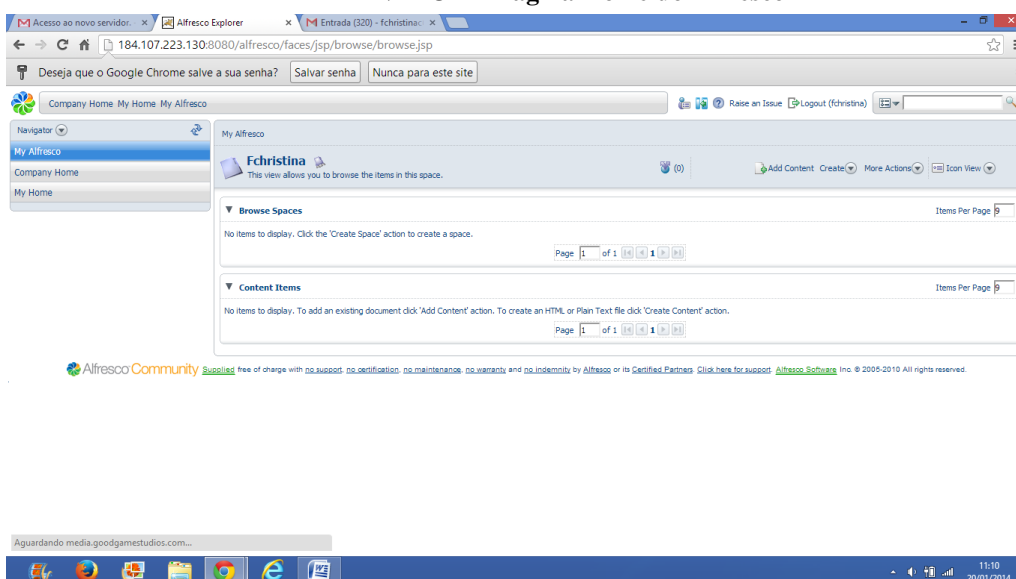 Acesso ao novo servidor. × Alfresco Explorer × Entrada (320) - fchristinac ×
184.107.223.130:8080/alfresco/faces/jsp/browse/browse.jsp
Deseja que o Google Chrome salve a sua senha? Salvar senha Nunca para este site
Company Home My Home My Alfresco Raise an Issue Logout (fchristina)
Navigator
My Alfresco
My Alfresco
Company Home
My Home
Fchristina
This view allows you to browse the items in this space.
(0) Add Content Create More Actions Icon View
Browse Spaces Items Per Page 9
No items to display. Click the 'Create Space' action to create a space.
Page 1 of 1 1
Content Items Items Per Page 9
No items to display. To add an existing document click 'Add Content' action. To create an HTML or Plain Text file click 'Create Content' action.
Page 1 of 1 1
Alfresco Community Supplied free of charge with no support, no certification, no maintenance, no warranty and no indemnity by Alfresco or its Certified Partners. Click here for support. Alfresco Software Inc. © 2005-2010 All rights reserved.
Aguardando media.goodgamestudios.com...
11:10
20/01/2014